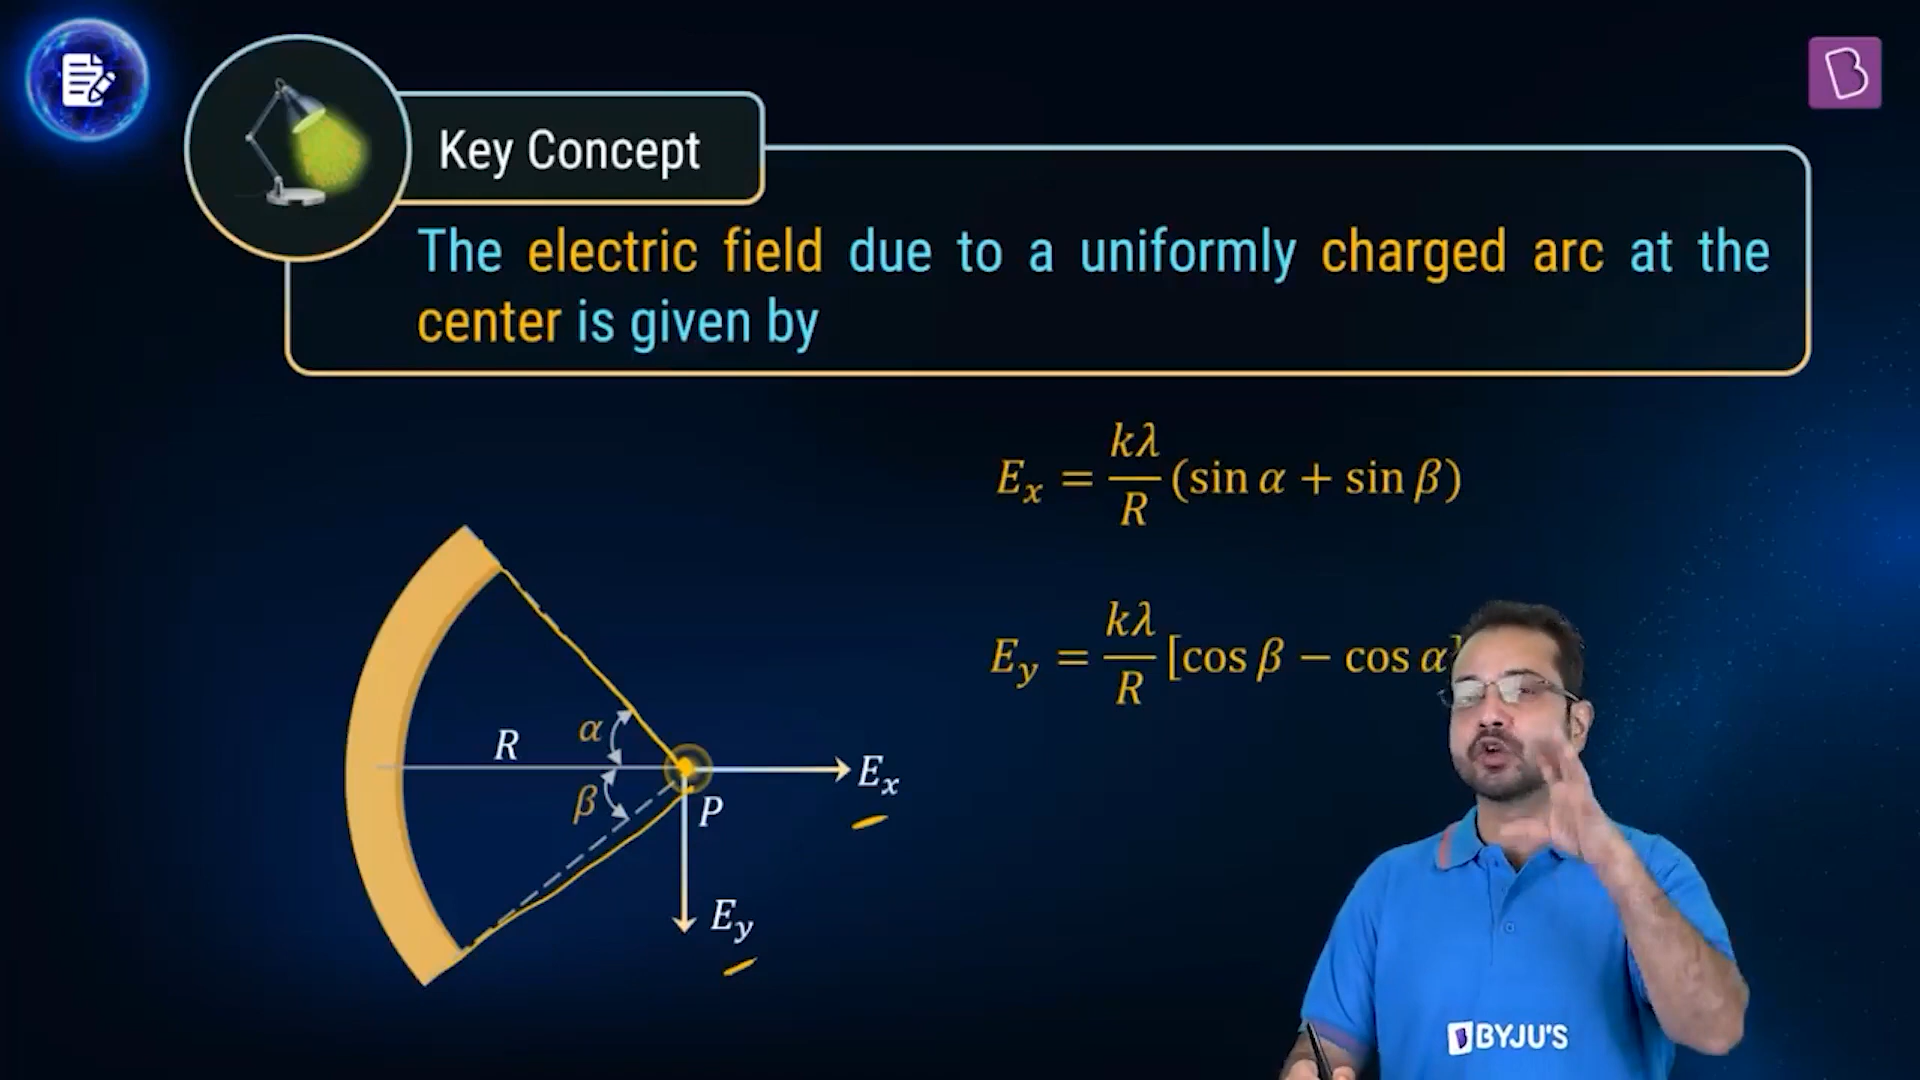 Key Concept
The electric field due to a uniformly charged arc at the
center is given by
E_x = kλ/R (sin α + sin β)
E_y = kλ/R [cos β − cos α]
R
α
β
P
E_x
E_y
BYJU'S